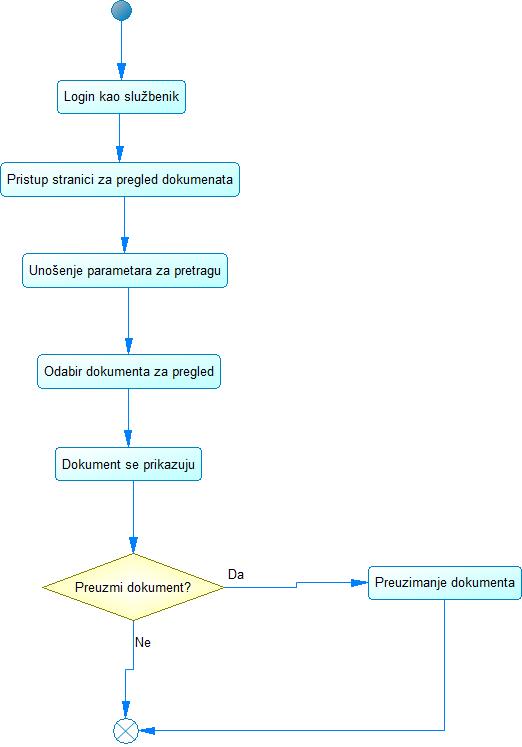 Login kao službenik
Pristup stranici za pregled dokumenata
Unošenje parametara za pretragu
Odabir dokumenta za pregled
Dokument se prikazuju
Preuzmi dokument?
Da
Preuzimanje dokumenta
Ne